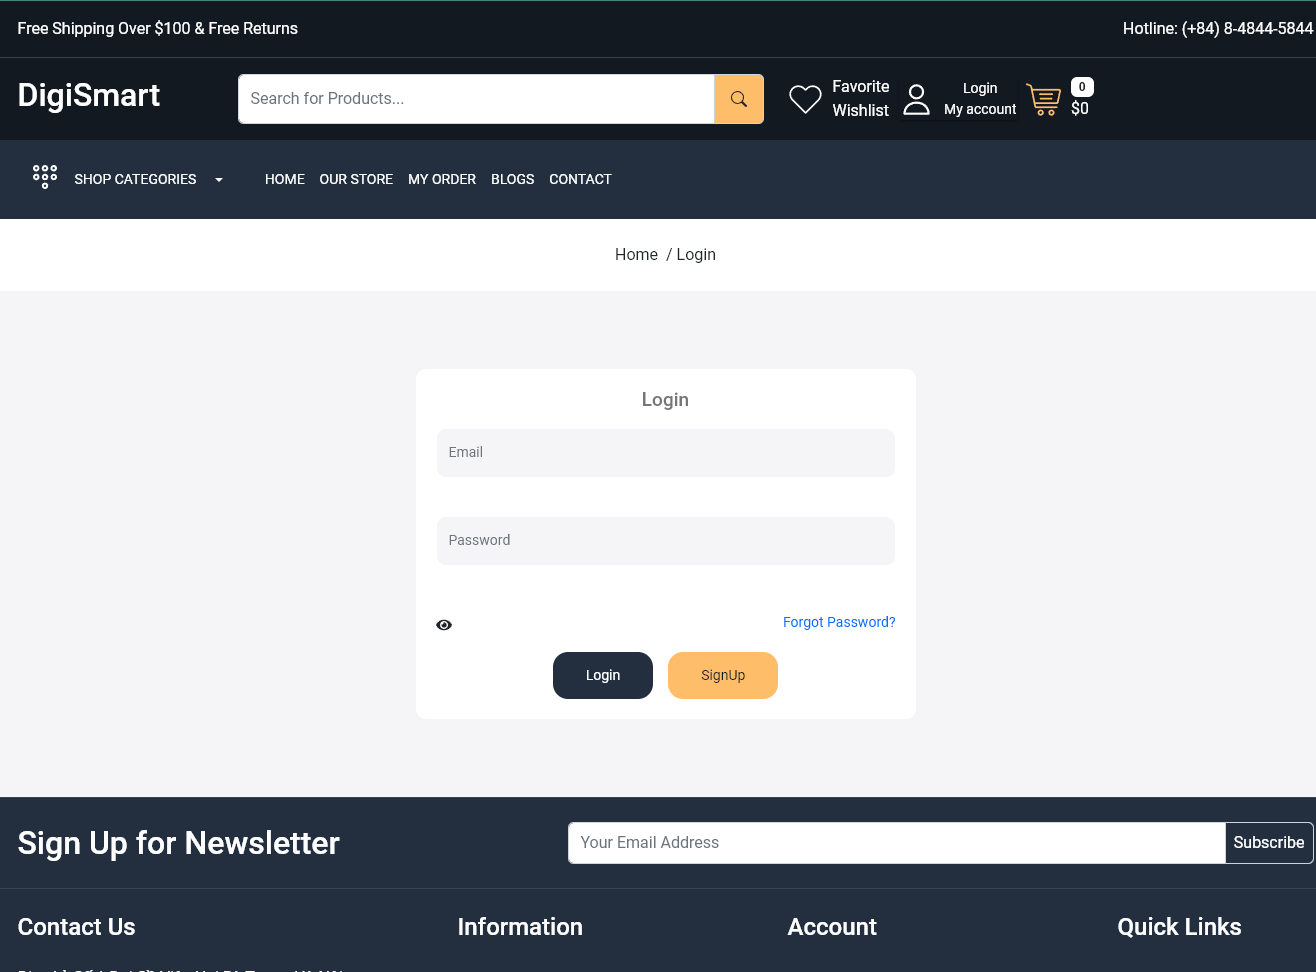 Free Shipping Over $100 & Free Returns
Hotline: (+84) 8-4844-5844
DigiSmart
Search for Products...
Favorite
Wishlist
Login
My account
0
$0
SHOP CATEGORIES
HOME
OUR STORE
MY ORDER
BLOGS
CONTACT
Home / Login
Login
Email
Password
Forgot Password?
Login
SignUp
Sign Up for Newsletter
Your Email Address
Subscribe
Contact Us
Information
Account
Quick Links